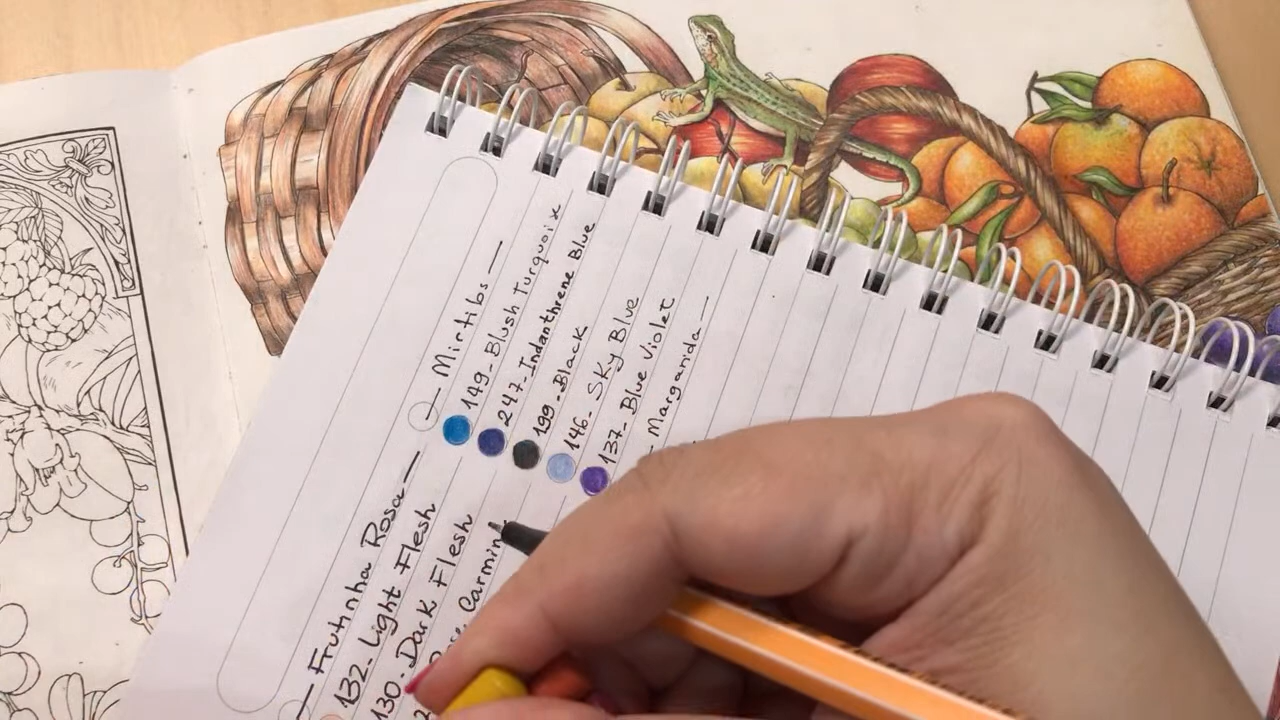 — Mirtilos —
149-Blush Turquoi x
247-Indanthrene Blue
199-Black
146- Sky Blue
137- Blue Violet
— Margarida —
— Frutinha Rosa —
132- Light Flesh
130- Dark Flesh
Carmin